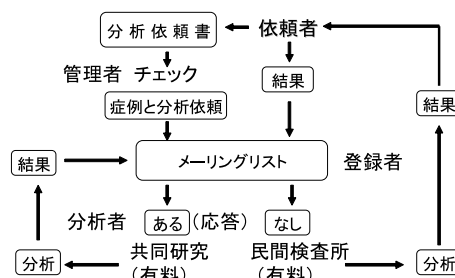 分析依頼書 依頼者
管理者 チェック 結果
症例と分析依頼 結果
結果 メーリングリスト 登録者
分析者 ある (応答) なし
分析 共同研究 民間検査所 分析
(有料) (有料)